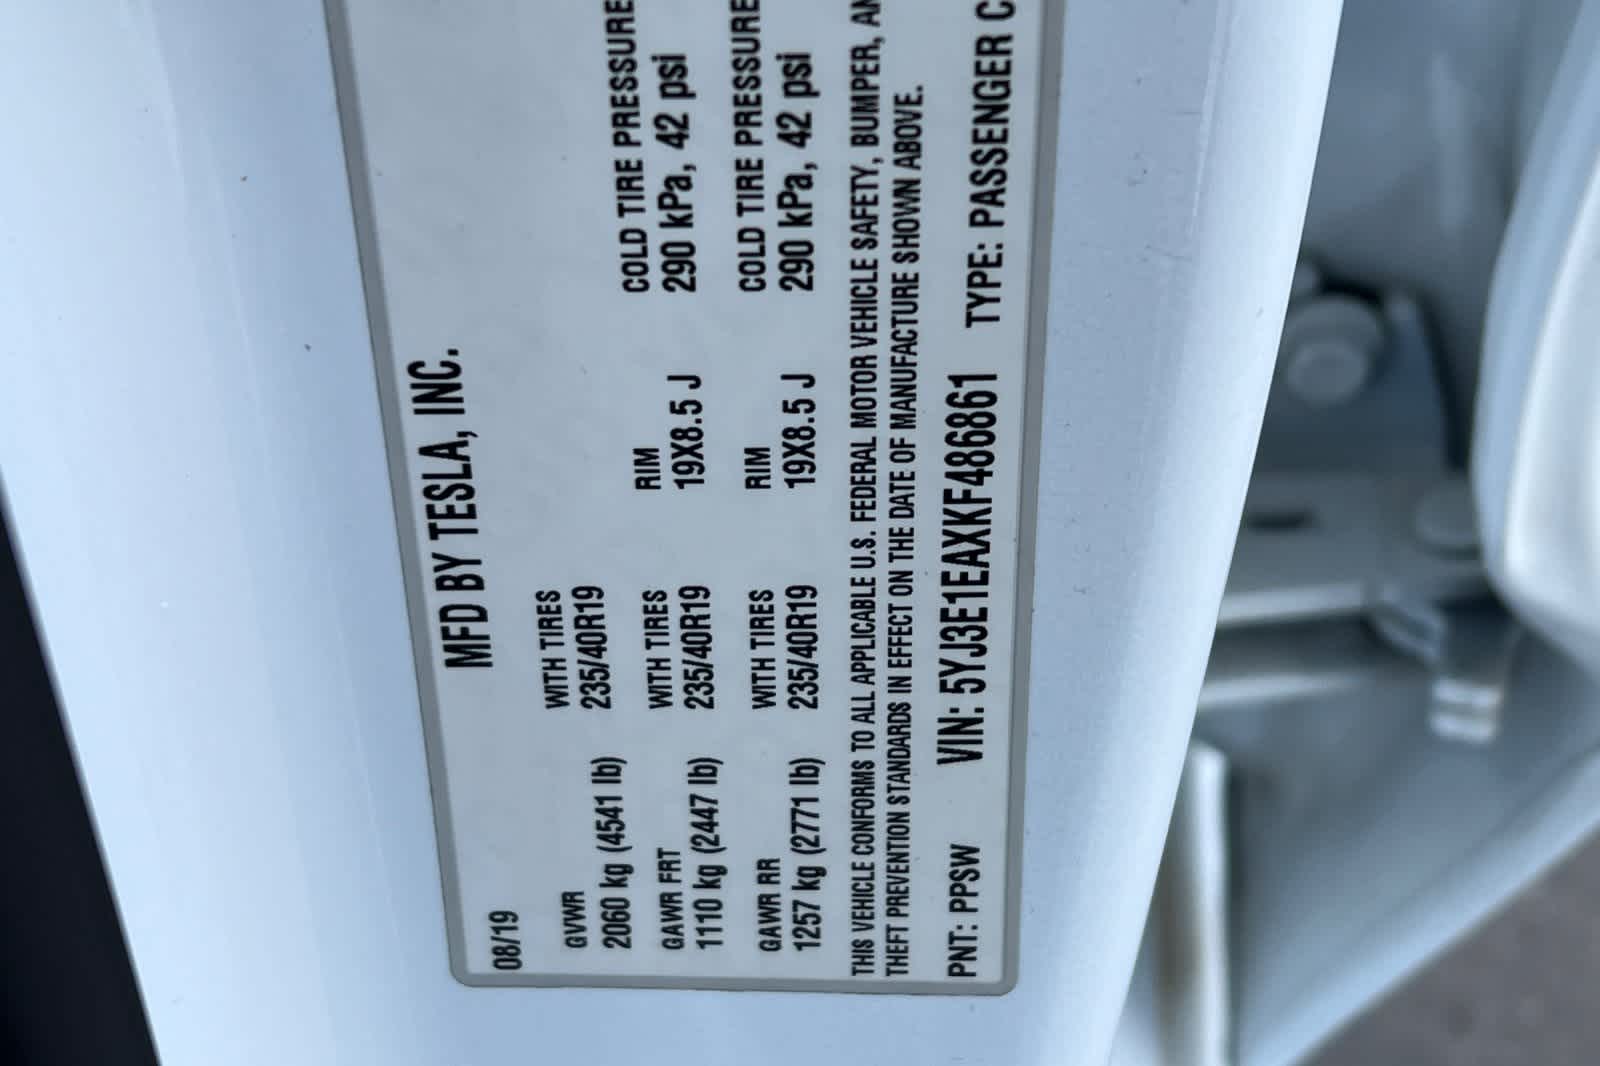 MFD BY TESLA, INC.
08/19
GVWR WITH TIRES
2060 kg (4541 lb) 235/40R19
GAWR FRT WITH TIRES RIM COLD TIRE PRESSURE
1110 kg (2447 lb) 235/40R19 19X8.5 J 290 kPa, 42 psi
GAWR RR WITH TIRES RIM COLD TIRE PRESSURE
1257 kg (2771 lb) 235/40R19 19X8.5 J 290 kPa, 42 psi
THIS VEHICLE CONFORMS TO ALL APPLICABLE U.S. FEDERAL MOTOR VEHICLE SAFETY, BUMPER,
THEFT PREVENTION STANDARDS IN EFFECT ON THE DATE OF MANUFACTURE SHOWN ABOVE.
PNT: PPSW VIN: 5YJ3E1EAXKF486861 TYPE: PASSENGER